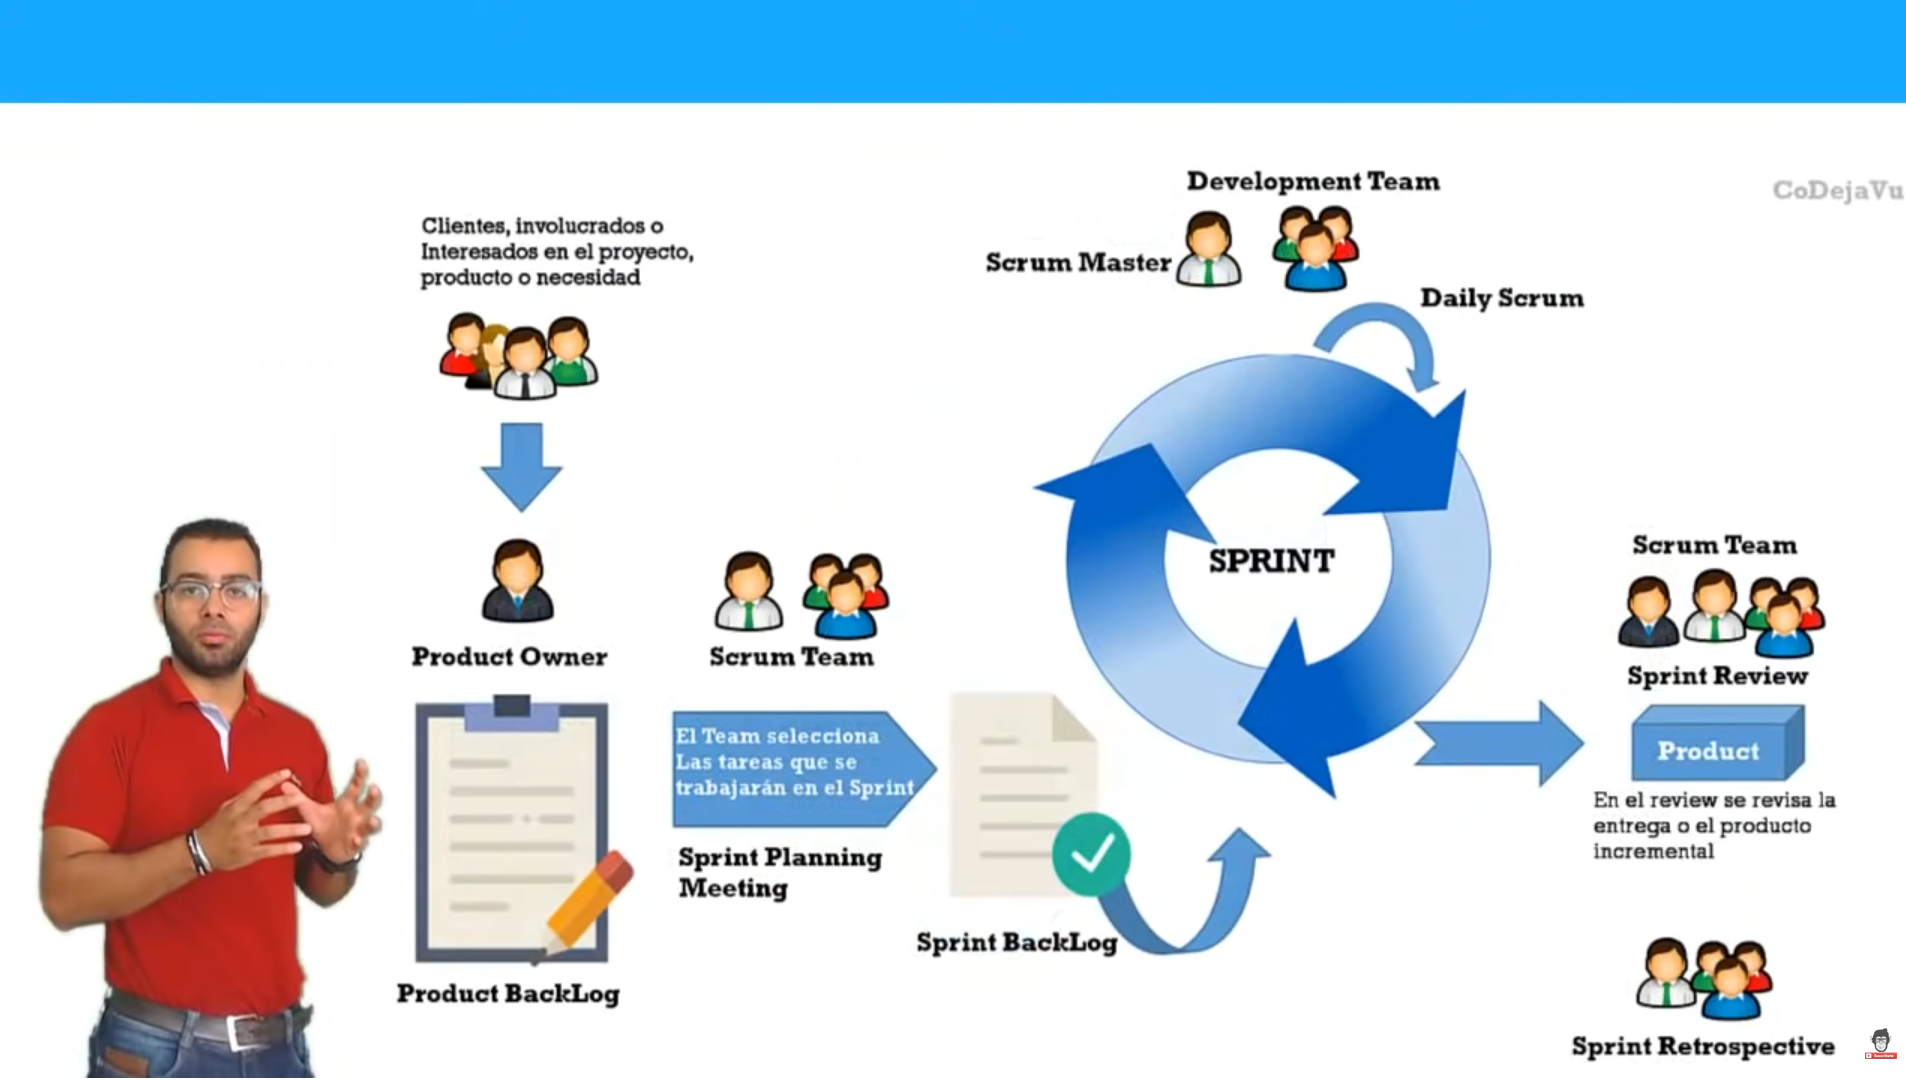 CoDejaVu
Clientes, involucrados o
Interesados en el proyecto,
producto o necesidad
Product Owner
Product BackLog
Scrum Team
El Team selecciona
Las tareas que se
trabajarán en el Sprint
Sprint Planning
Meeting
Sprint BackLog
Development Team
Scrum Master
Daily Scrum
SPRINT
Scrum Team
Sprint Review
Product
En el review se revisa la
entrega o el producto
incremental
Sprint Retrospective